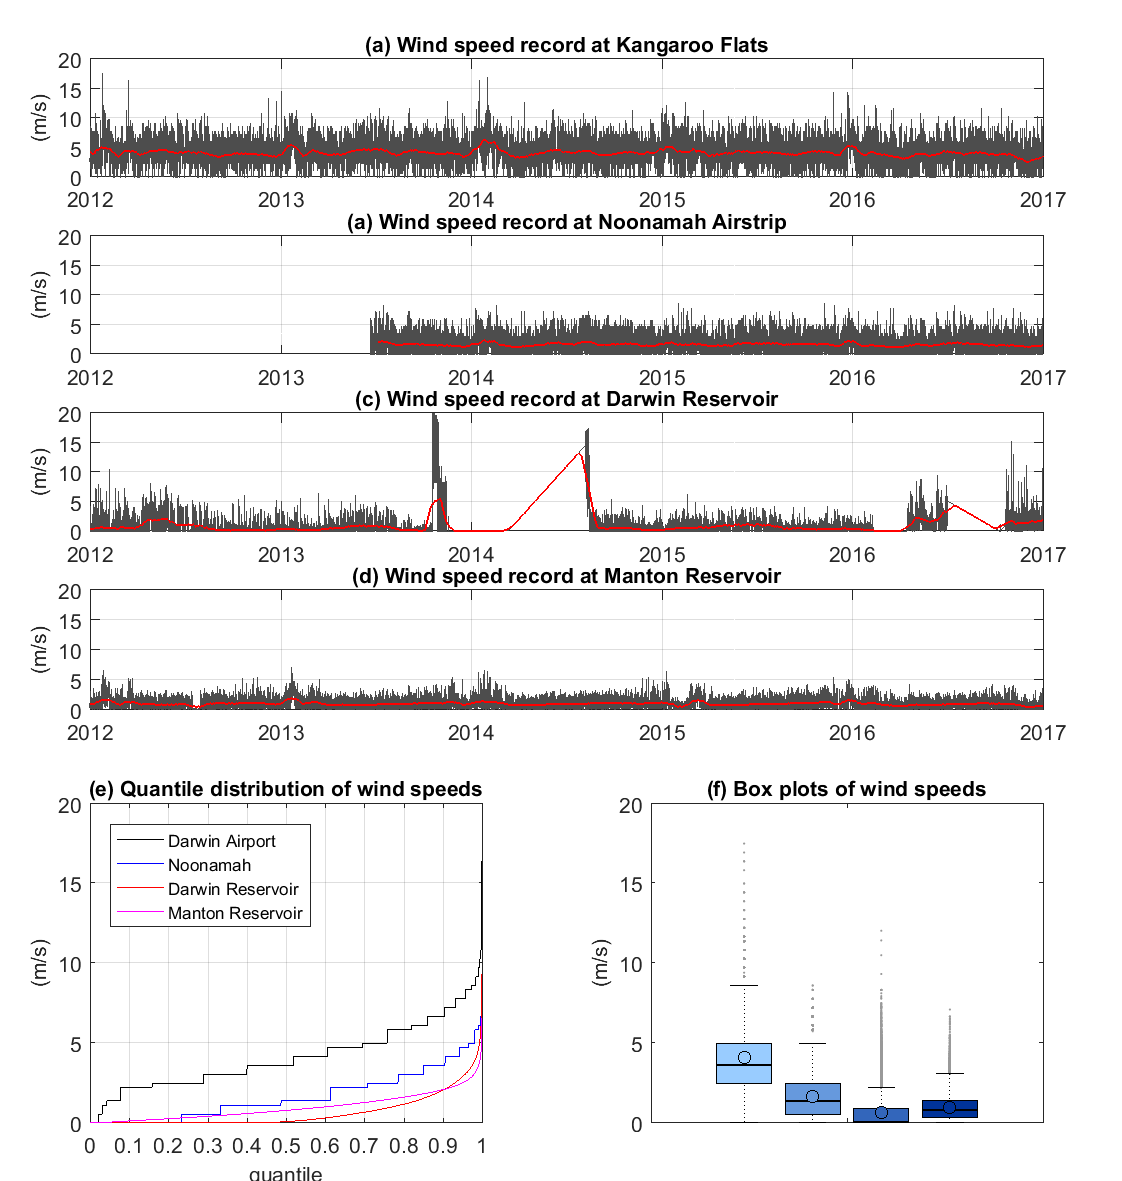 (a) Wind speed record at Kangaroo Flats
20
15
10
5
0
(m/s)
2012 2013 2014 2015 2016 2017
(a) Wind speed record at Noonamah Airstrip
20
15
10
5
0
(m/s)
2012 2013 2014 2015 2016 2017
(c) Wind speed record at Darwin Reservoir
20
15
10
5
0
(m/s)
2012 2013 2014 2015 2016 2017
(d) Wind speed record at Manton Reservoir
20
15
10
5
0
(m/s)
2012 2013 2014 2015 2016 2017
(e) Quantile distribution of wind speeds
20
15
10
5
0
(m/s)
Darwin Airport
Noonamah
Darwin Reservoir
Manton Reservoir
0 0.1 0.2 0.3 0.4 0.5 0.6 0.7 0.8 0.9 1
quantile
(f) Box plots of wind speeds
20
15
10
5
0
(m/s)